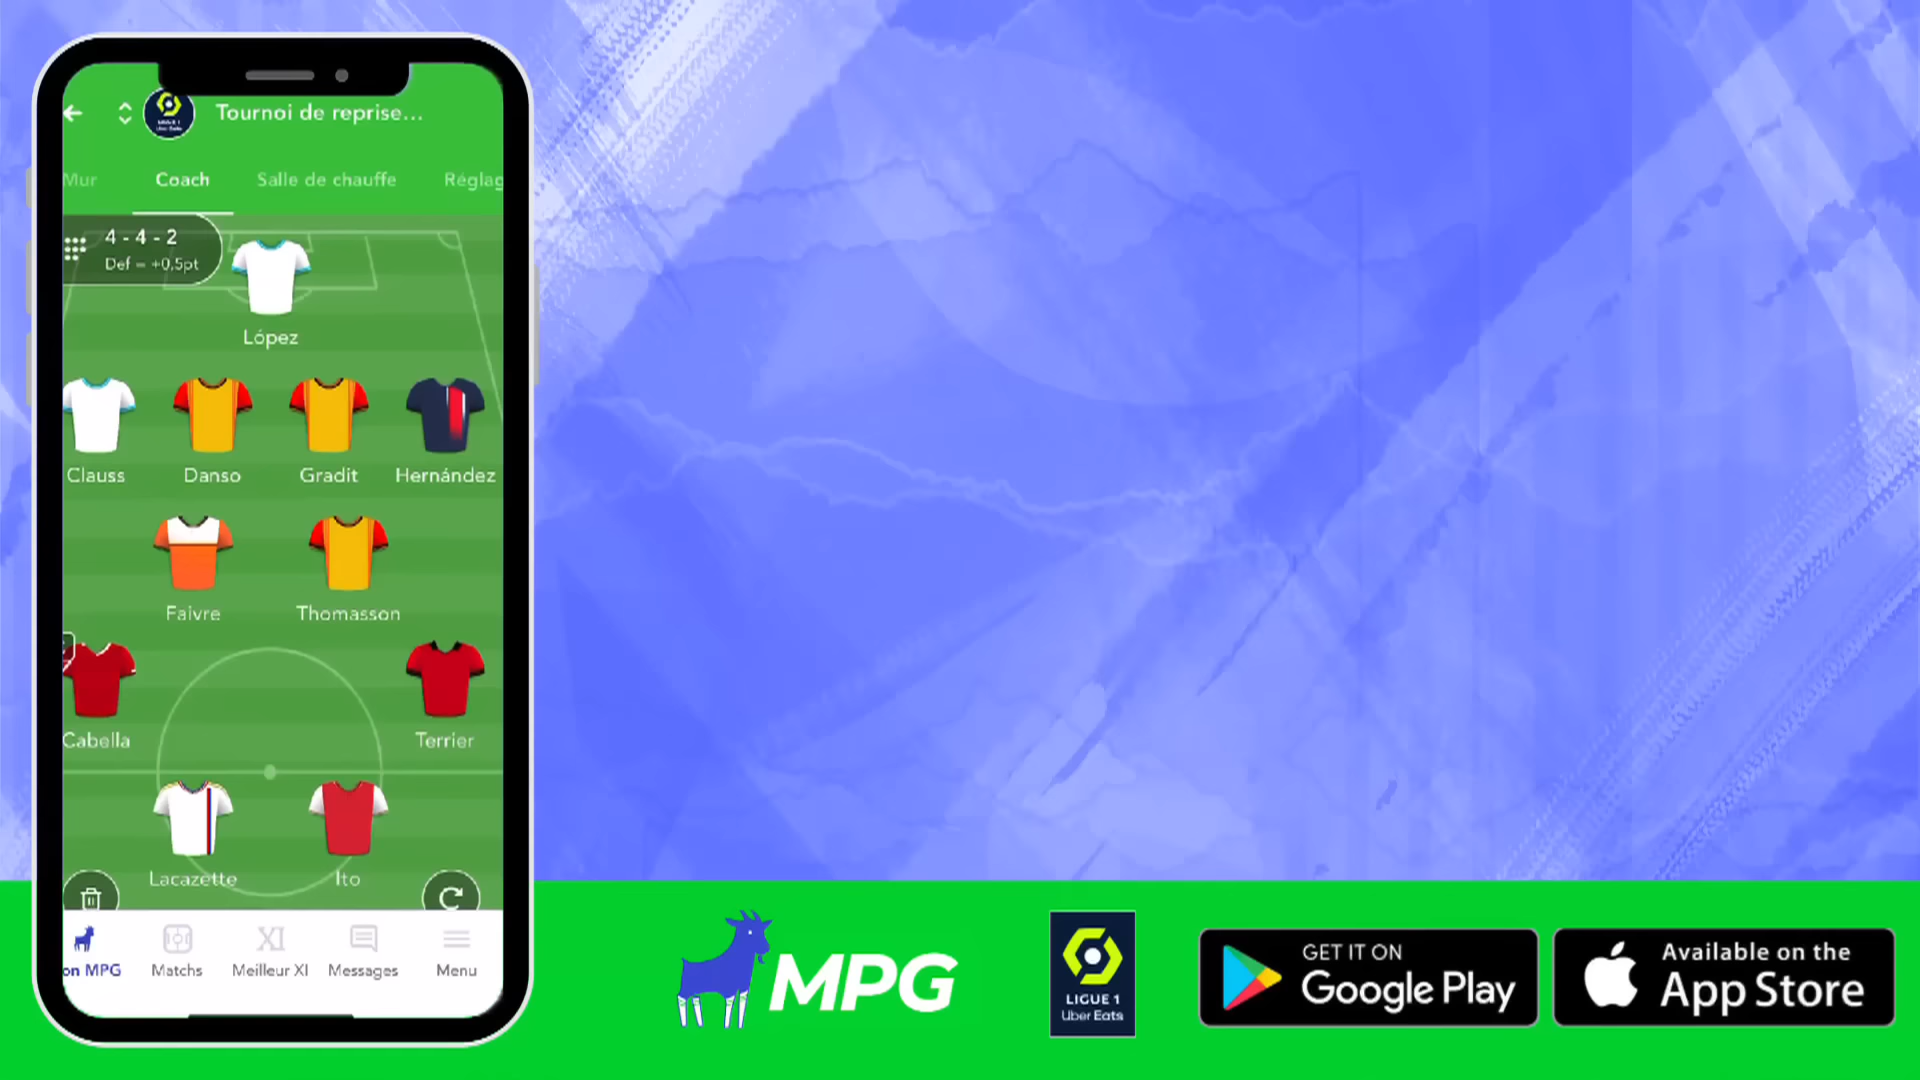 Tournoi de reprise...
Mur
Coach
Salle de chauffe
Réglag
4 - 4 - 2
Def = +0,5pt
López
Clauss
Danso
Gradit
Hernández
Faivre
Thomasson
Cabella
Terrier
Lacazette
Ito
on MPG
Matchs
XI
Meilleur XI
Messages
Menu
MPG
LIGUE 1
Uber Eats
GET IT ON
Google Play
Available on the
App Store